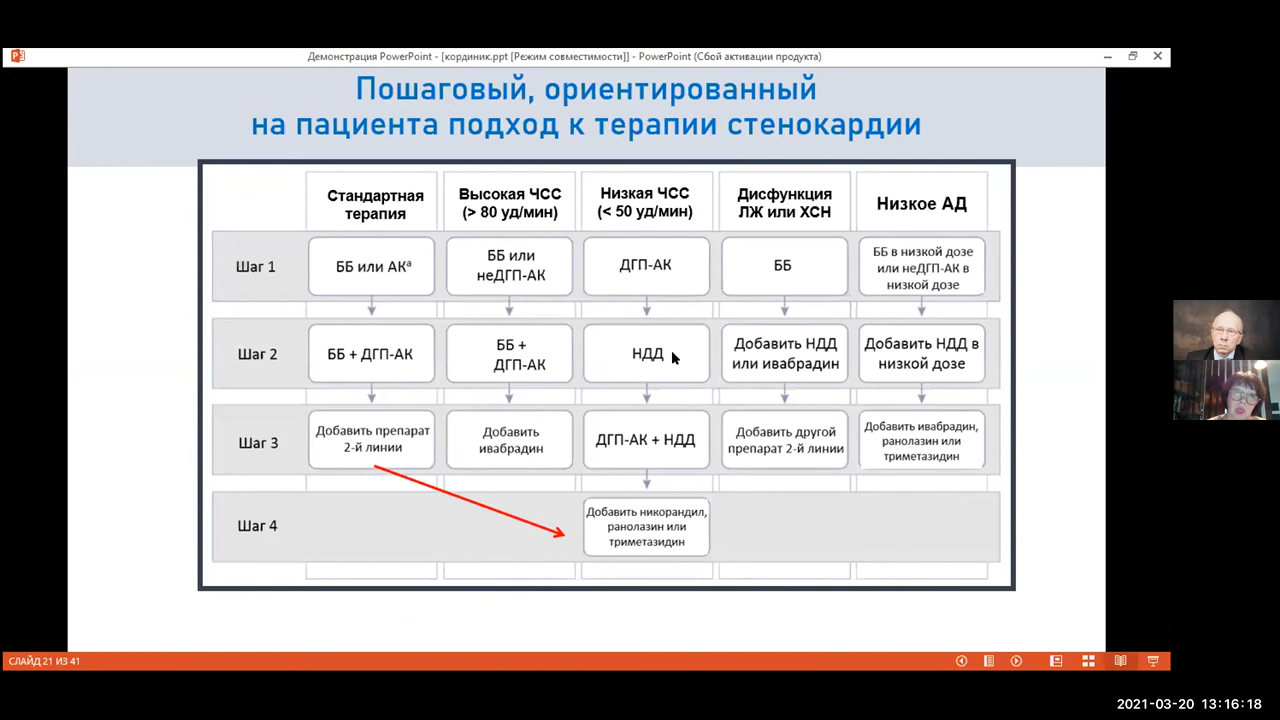 Демонстрация PowerPoint - [кординик.ppt [Режим совместимости]] - PowerPoint (Сбой активации продукта)
Пошаговый, ориентированный
на пациента подход к терапии стенокардии
Стандартная
терапия
Высокая ЧСС
(> 80 уд/мин)
Низкая ЧСС
(< 50 уд/мин)
Дисфункция
ЛЖ или ХСН
Низкое АД
Шаг 1
ББ или АКª
ББ или
неДГП-АК
ДГП-АК
ББ
ББ в низкой дозе
или неДГП-АК в
низкой дозе
Шаг 2
ББ + ДГП-АК
ББ +
ДГП-АК
НДД
Добавить НДД
или ивабрадин
Добавить НДД в
низкой дозе
Шаг 3
Добавить препарат
2-й линии
Добавить
ивабрадин
ДГП-АК + НДД
Добавить другой
препарат 2-й линии
Добавить ивабрадин,
ранолазин или
триметазидин
Шаг 4
Добавить никорандил,
ранолазин или
триметазидин
СЛАЙД 21 ИЗ 41
2021-03-20 13:16:18